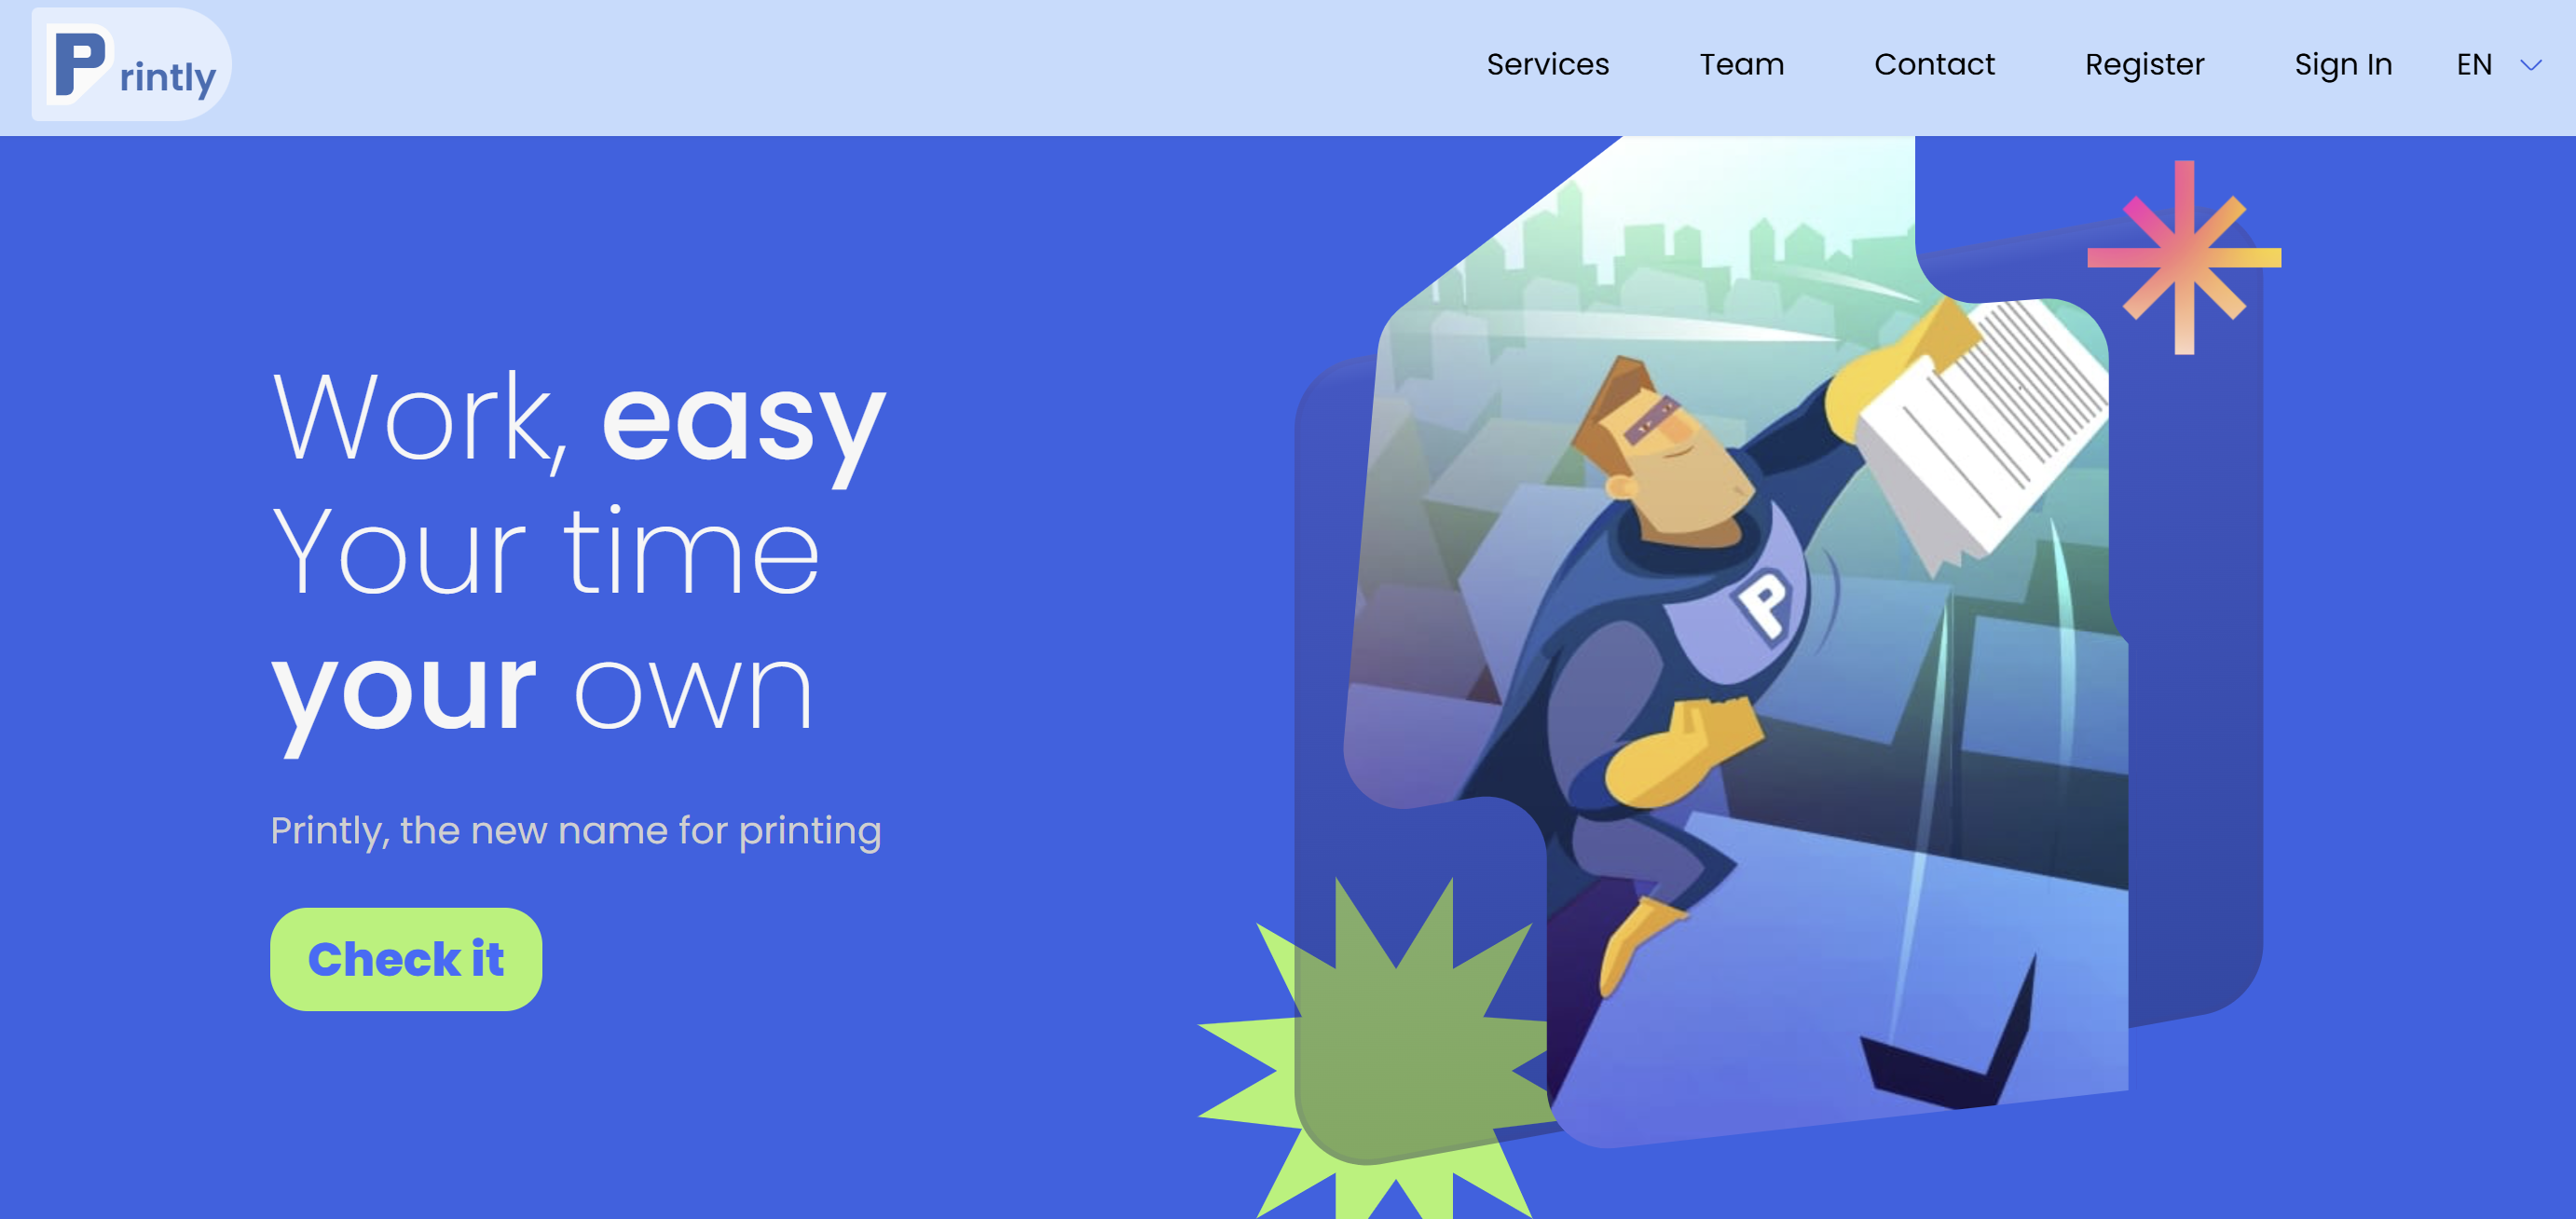 Printly
Services
Team
Contact
Register
Sign In
EN
Work, easy
Your time
your own
Printly, the new name for printing
Check it
P